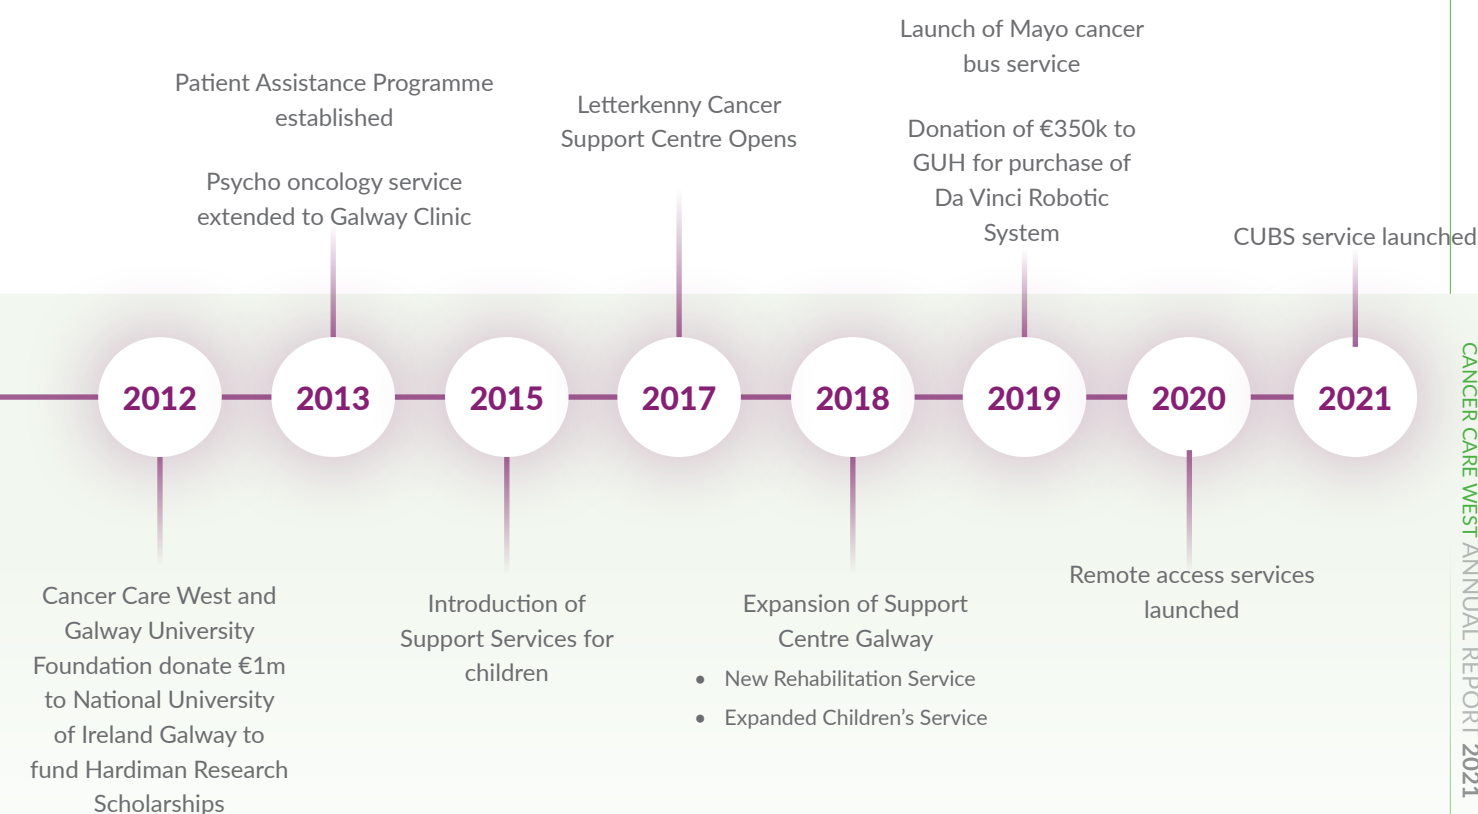 Launch of Mayo cancer
bus service
Patient Assistance Programme
established
Letterkenny Cancer
Support Centre Opens
Donation of €350k to
GUH for purchase of
Da Vinci Robotic
System
Psycho oncology service
extended to Galway Clinic
CUBS service launched
2012
2013
2015
2017
2018
2019
2020
2021
Cancer Care West and
Galway University
Foundation donate €1m
to National University
of Ireland Galway to
fund Hardiman Research
Scholarships
Introduction of
Support Services for
children
Expansion of Support
Centre Galway
• New Rehabilitation Service
• Expanded Children’s Service
Remote access services
launched
CANCER CARE WEST ANNUAL REPORT 2021